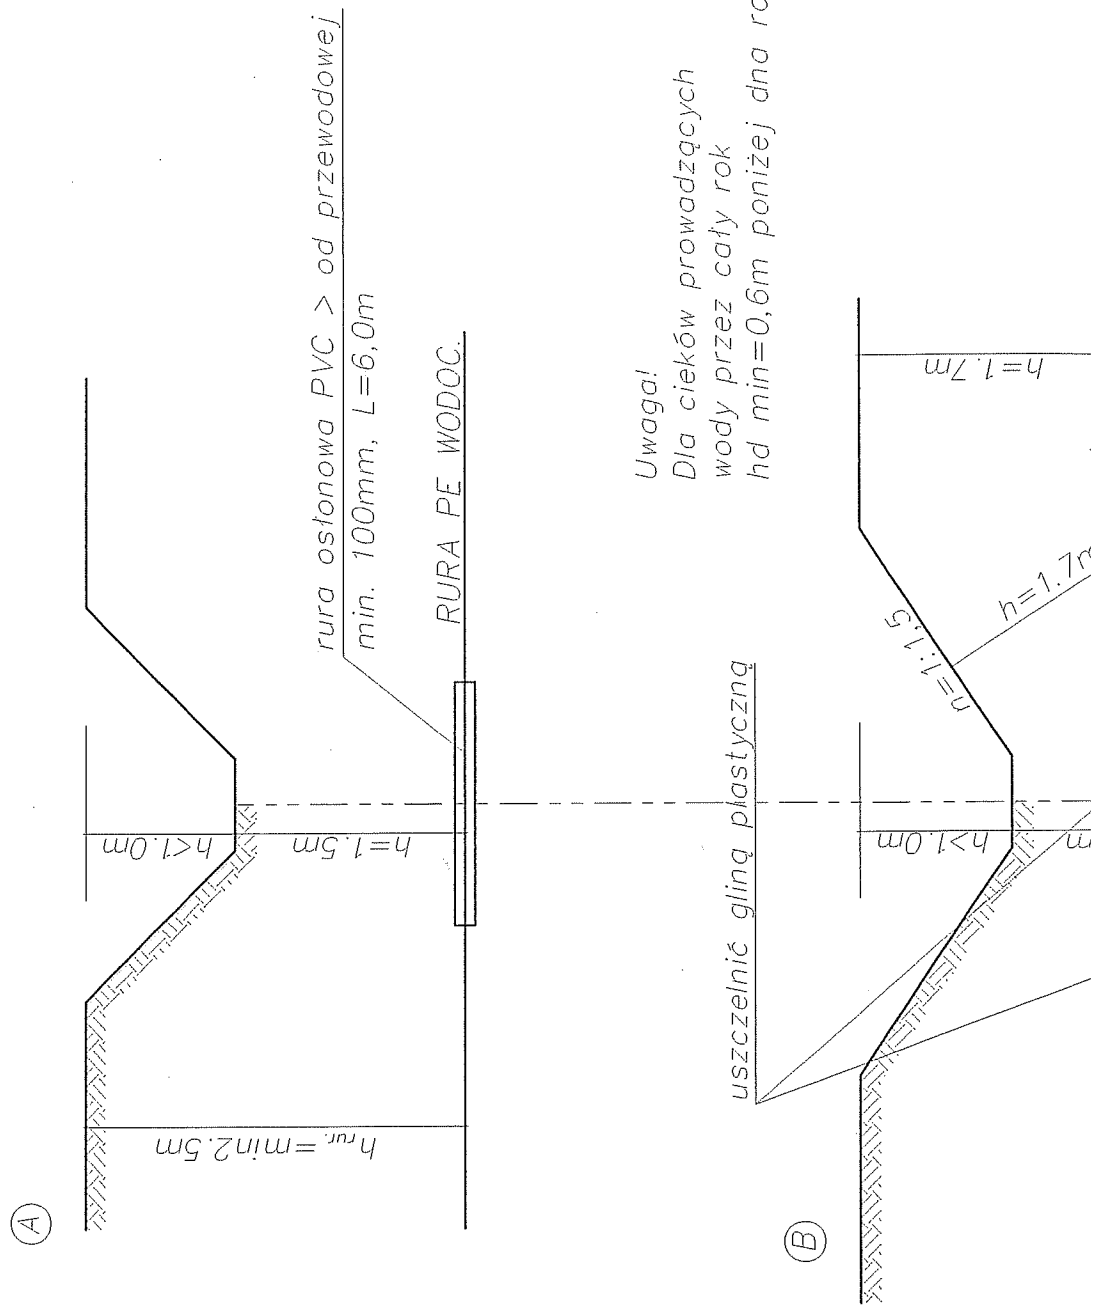 A
rura osłonowa PVC > od przewodowej
min. 100mm, L=6,0m
RURA PE WODOC.
h<1.0m
h=1.5m
hrur.=min2.5m
Uwaga!
Dla cieków prowadzących
wody przez cały rok
hd min=0,6m poniżej dna
B
uszczelnić gliną plastyczną
n=1:1,5
h=1.7m
h=1.7
h>1.0m